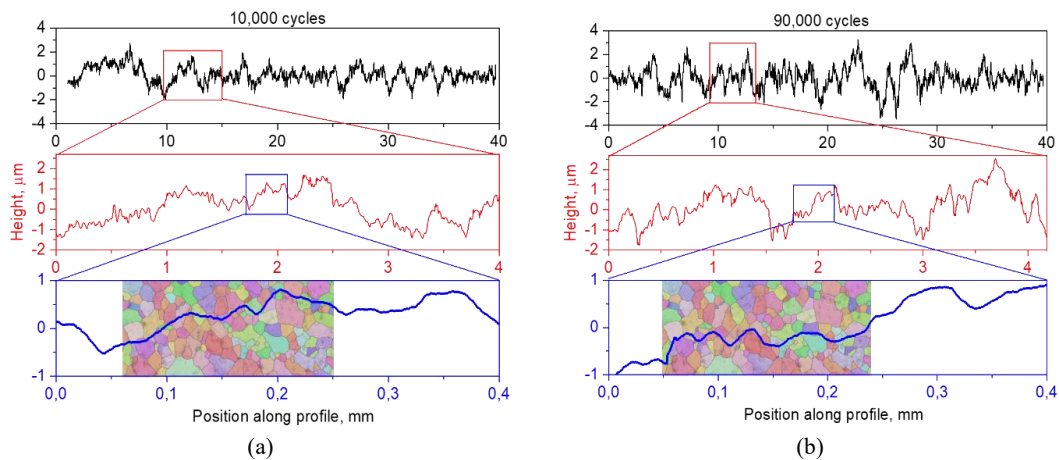 10,000 cycles
4
2
0
-2
-4
0 10 20 30 40
Height, μm
2
1
0
-1
-2
0 1 2 3 4
1
0
-1
0,0 0,1 0,2 0,3 0,4
Position along profile, mm
(a)
90,000 cycles
4
2
0
-2
-4
0 10 20 30 40
Height, μm
2
1
0
-1
-2
0 1 2 3 4
1
0
-1
0,0 0,1 0,2 0,3 0,4
Position along profile, mm
(b)